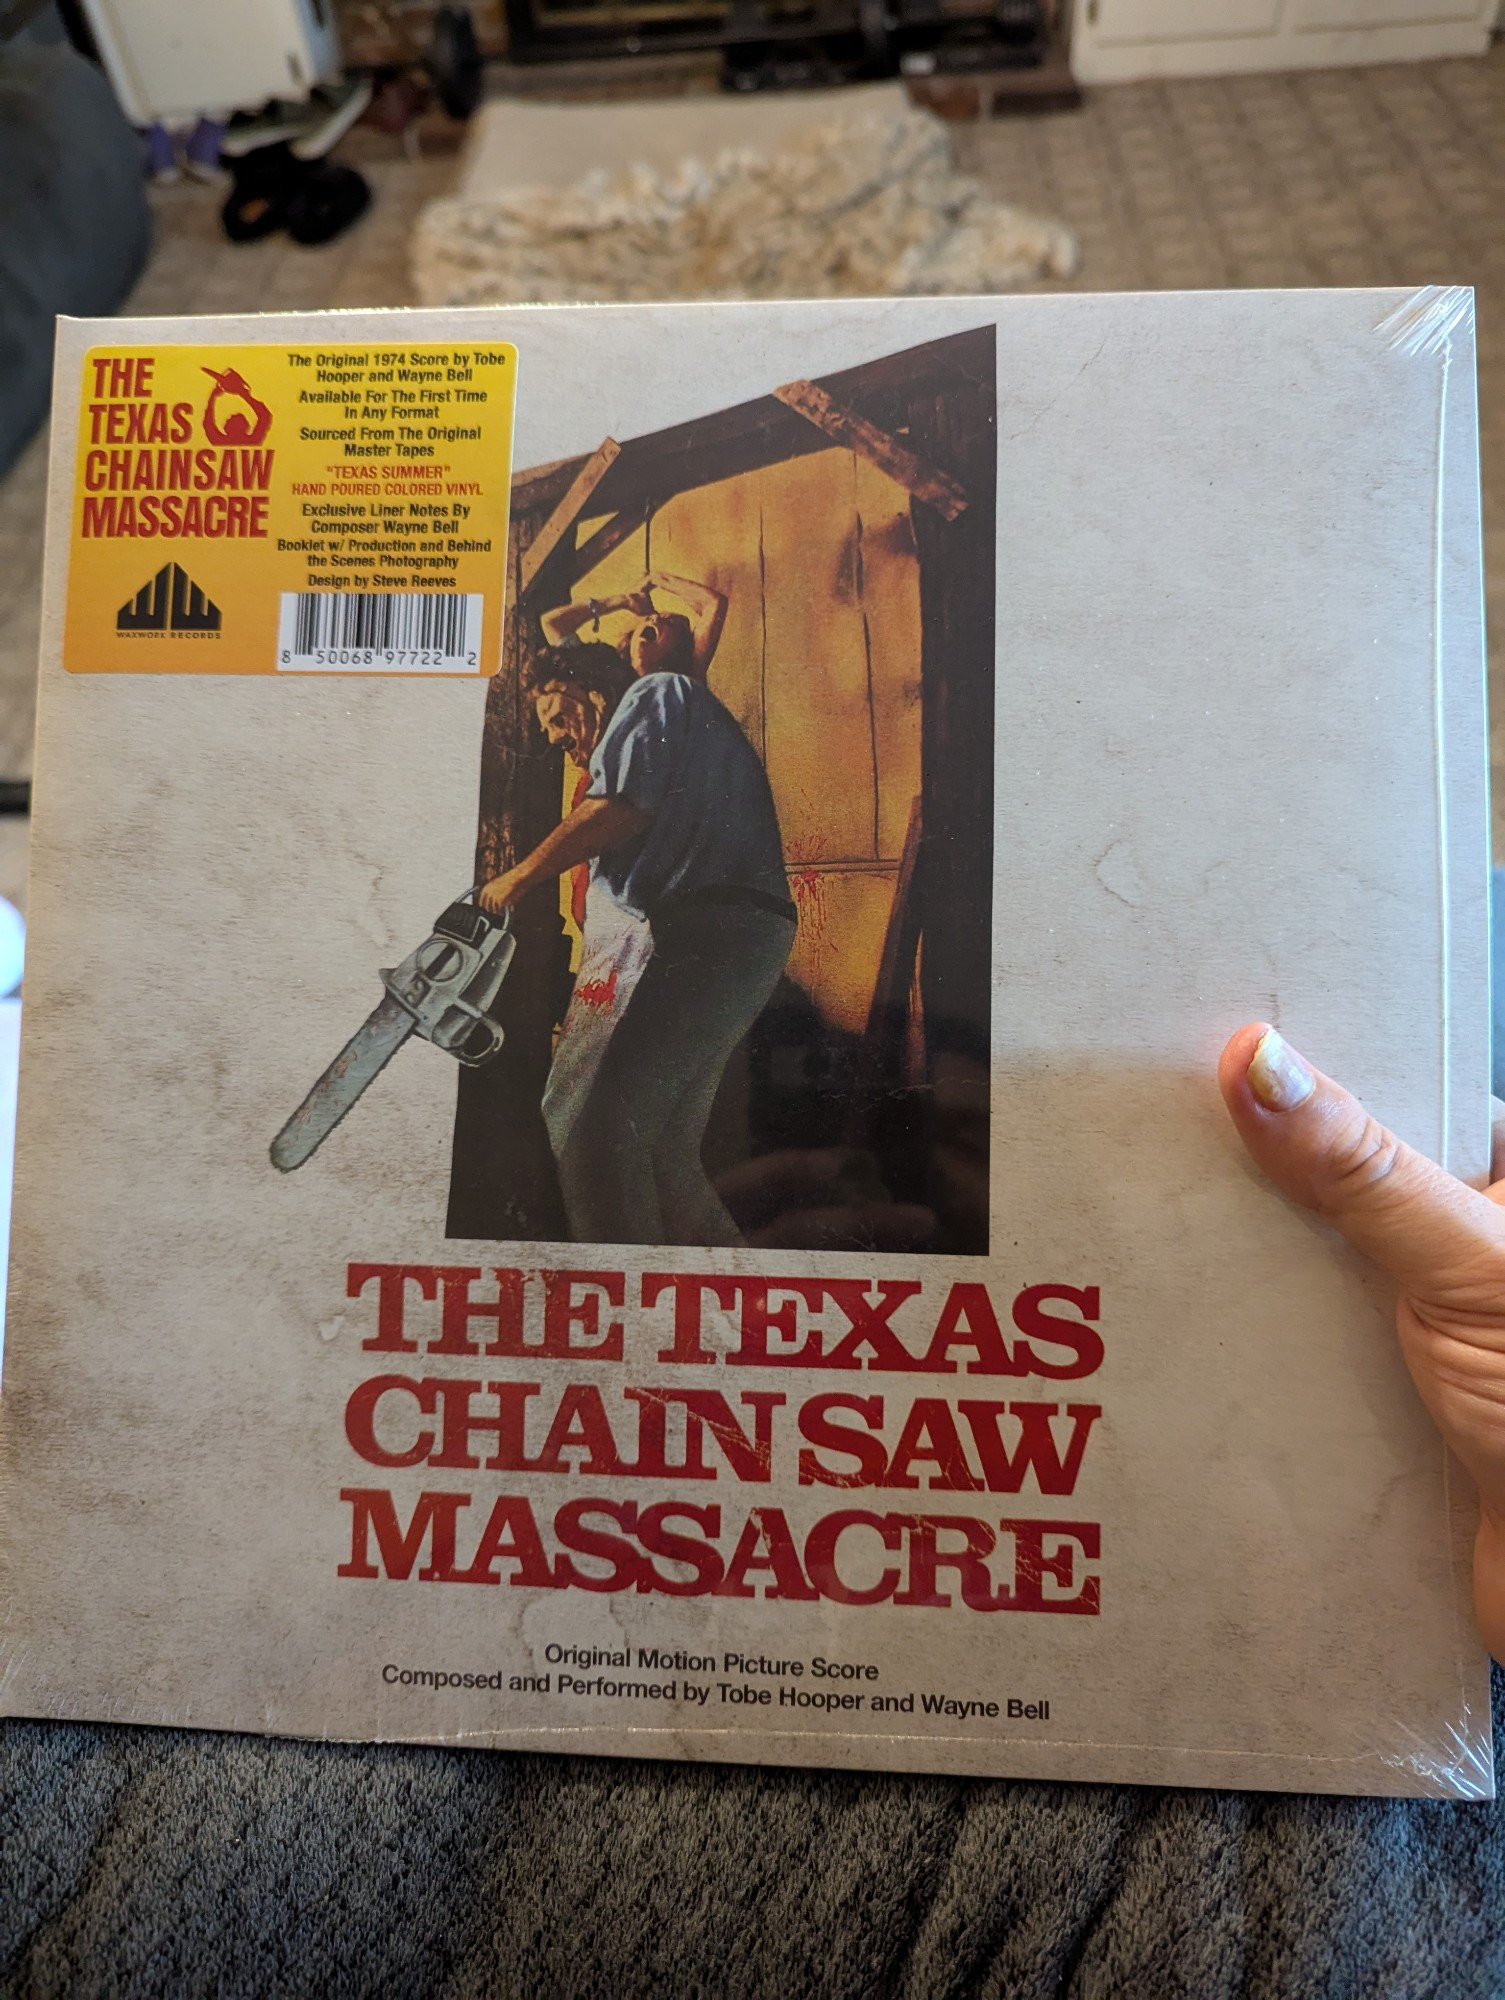 THE
TEXAS
CHAINSAW
MASSACRE
WAXWORK RECORDS
The Original 1974 Score by Tobe
Hooper and Wayne Bell
Available For The First Time
In Any Format
Sourced From The Original
Master Tapes
"TEXAS SUMMER"
HAND POURED COLORED VINYL
Exclusive Liner Notes By
Composer Wayne Bell
Booklet w/ Production and Behind
the Scenes Photography
Design by Steve Reeves
8 50068 97722 2
THE TEXAS
CHAIN SAW
MASSACRE
Original Motion Picture Score
Composed and Performed by Tobe Hooper and Wayne Bell